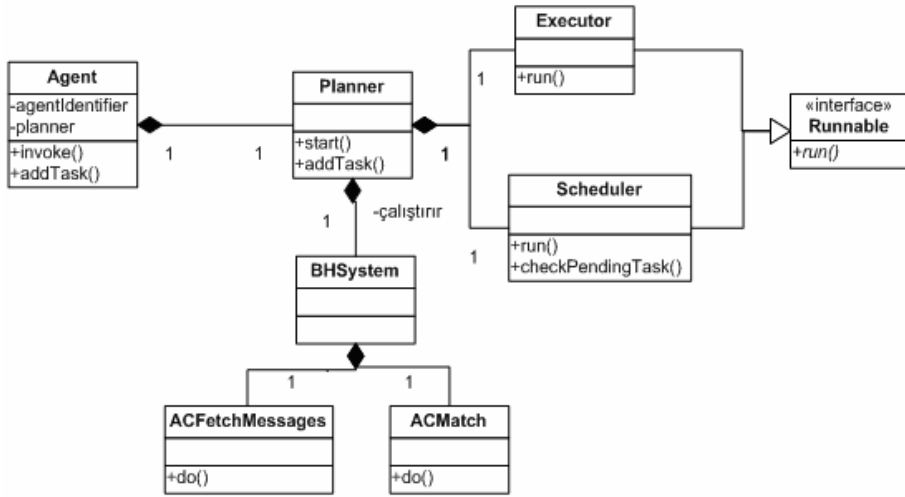 Agent
-agentIdentifier
-planner
+invoke()
+addTask()
1
1
Planner
+start()
+addTask()
1
1
-çalıştırır
Executor
+run()
1
Scheduler
+run()
+checkPendingTask()
1
«interface»
Runnable
+run()
BHSystem
1
1
ACFetchMessages
+do()
ACMatch
+do()